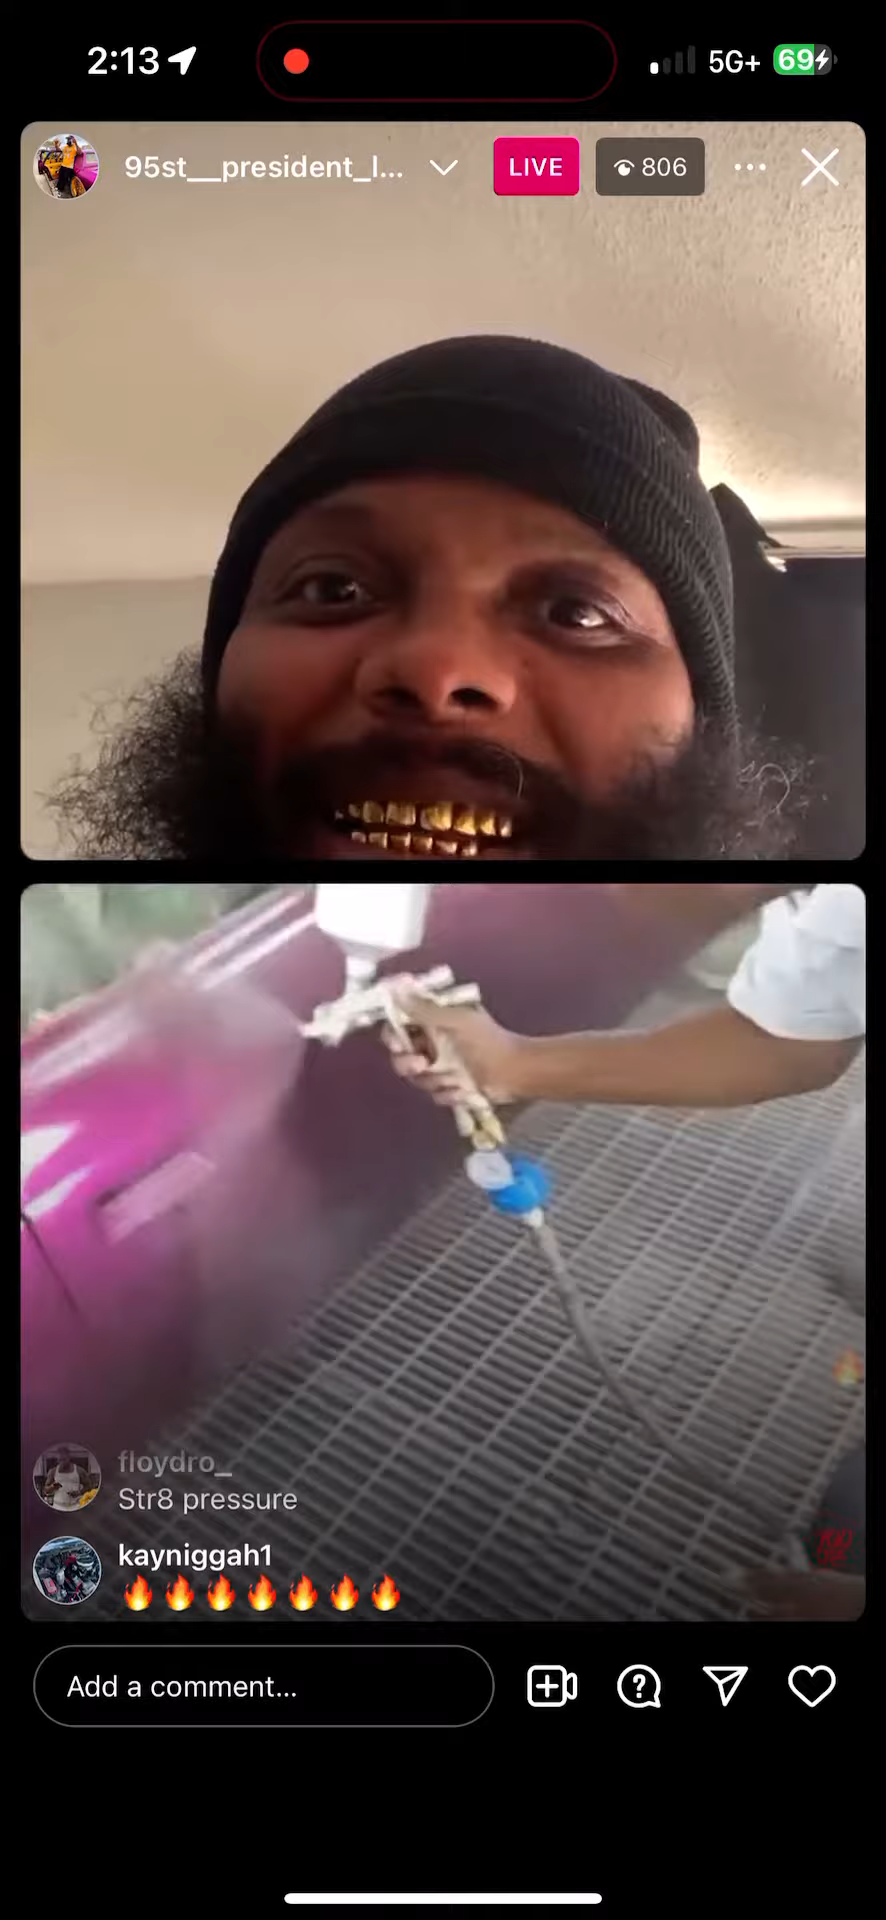 2:13
5G+
69
95st__president_l...
LIVE
806
floydro_
Str8 pressure
kayniggah1
🔥🔥🔥🔥🔥🔥🔥
Add a comment...